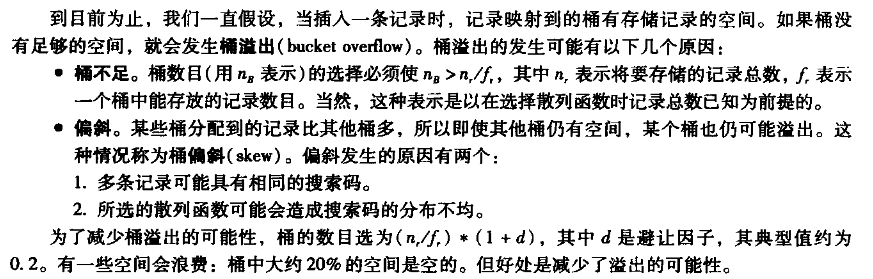 到目前为止，我们一直假设，当插入一条记录时，记录映射到的桶有存储记录的空间。如果桶没
有足够的空间，就会发生桶溢出(bucket overflow)。桶溢出的发生可能有以下几个原因：
● 桶不足。桶数目(用 n_B 表示)的选择必须使 n_B > n_r/f_r，其中 n_r 表示将要存储的记录总数，f_r 表示
一个桶中能存放的记录数目。当然，这种表示是以在选择散列函数时记录总数已知为前提的。
● 偏斜。某些桶分配到的记录比其他桶多，所以即使其他桶仍有空间，某个桶也仍可能溢出。这
种情况称为桶偏斜(skew)。偏斜发生的原因有两个：
1. 多条记录可能具有相同的搜索码。
2. 所选的散列函数可能会造成搜索码的分布不均。
为了减少桶溢出的可能性，桶的数目选为(n_r/f_r) * (1 + d)，其中 d 是避让因子，其典型值约为
0.2。有一些空间会浪费：桶中大约20%的空间是空的。但好处是减少了溢出的可能性。